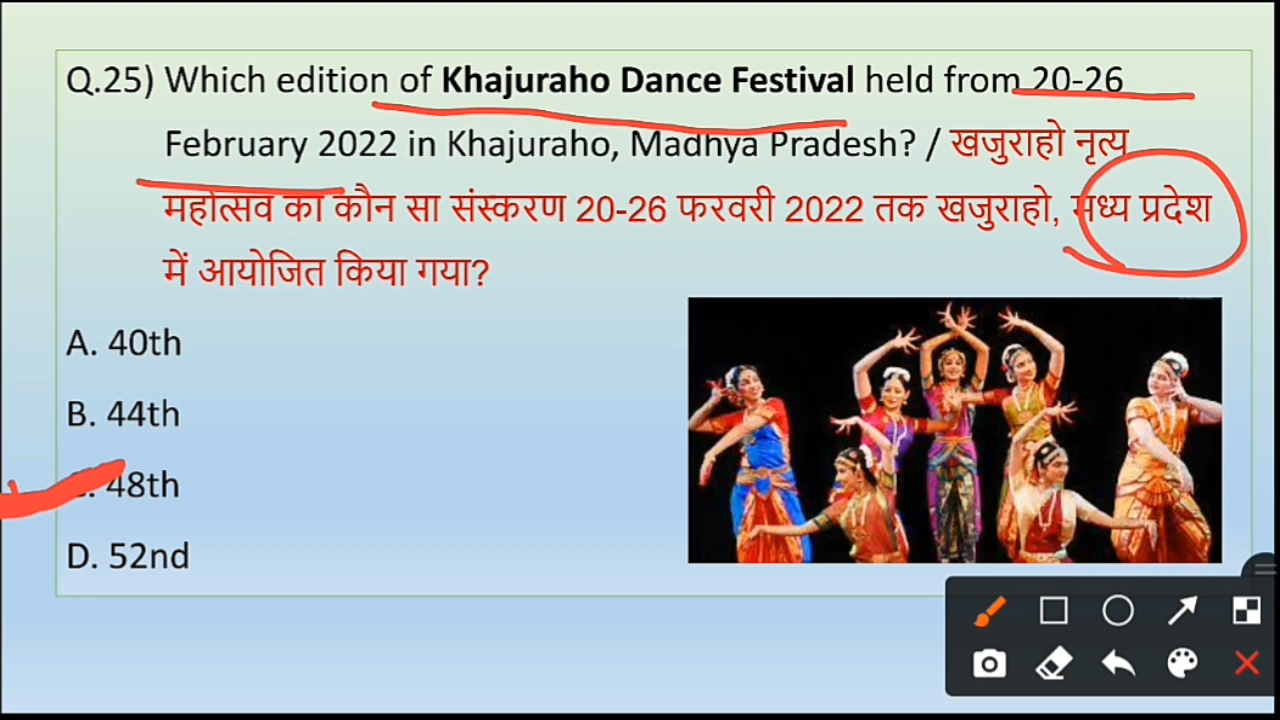 Q.25) Which edition of Khajuraho Dance Festival held from 20-26
February 2022 in Khajuraho, Madhya Pradesh? / खजुराहो नृत्य
महोत्सव का कौन सा संस्करण 20-26 फरवरी 2022 तक खजुराहो, मध्य प्रदेश
में आयोजित किया गया?
A. 40th
B. 44th
C. 48th
D. 52nd